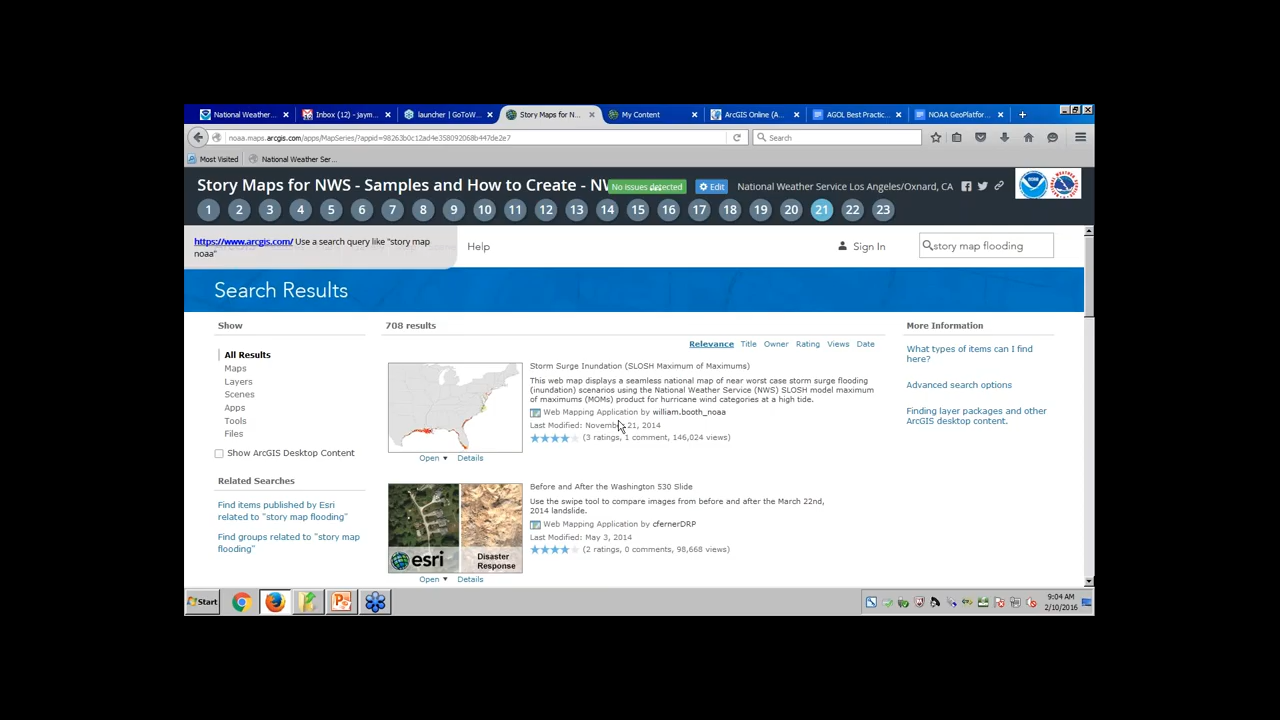 National Weather... Inbox (12) - jaym... launcher | GoToW... Story Maps for N... My Content ArcGIS Online (A... AGOL Best Practic... NOAA GeoPlatfor...
noaa.maps.arcgis.com/apps/MapSeries/?appid=98263b0c12ad4e358092068b447de2e7 Search
Most Visited National Weather Ser...
Story Maps for NWS - Samples and How to Create - NW No issues detected Edit National Weather Service Los Angeles/Oxnard, CA
1 2 3 4 5 6 7 8 9 10 11 12 13 14 15 16 17 18 19 20 21 22 23
https://www.arcgis.com/ Use a search query like "story map
noaa"
Help Sign In story map flooding
Search Results
Show
All Results
Maps
Layers
Scenes
Apps
Tools
Files
Show ArcGIS Desktop Content
Related Searches
Find items published by Esri
related to "story map flooding"
Find groups related to "story map
flooding"
708 results
Relevance Title Owner Rating Views Date
Storm Surge Inundation (SLOSH Maximum of Maximums)
This web map displays a seamless national map of near worst case storm surge flooding
(inundation) scenarios using the National Weather Service (NWS) SLOSH model maximum
of maximums (MOMs) product for hurricane wind categories at a high tide.
Web Mapping Application by william.booth_noaa
Last Modified: November 21, 2014
(3 ratings, 1 comment, 146,024 views)
Open Details
Before and After the Washington 530 Slide
Use the swipe tool to compare images from before and after the March 22nd,
2014 landslide.
Web Mapping Application by cfernerDRP
Last Modified: May 3, 2014
(2 ratings, 0 comments, 98,668 views)
esri
Disaster
Response
Open Details
More Information
What types of items can I find
here?
Advanced search options
Finding layer packages and other
ArcGIS desktop content.
Start
9:04 AM
2/10/2016